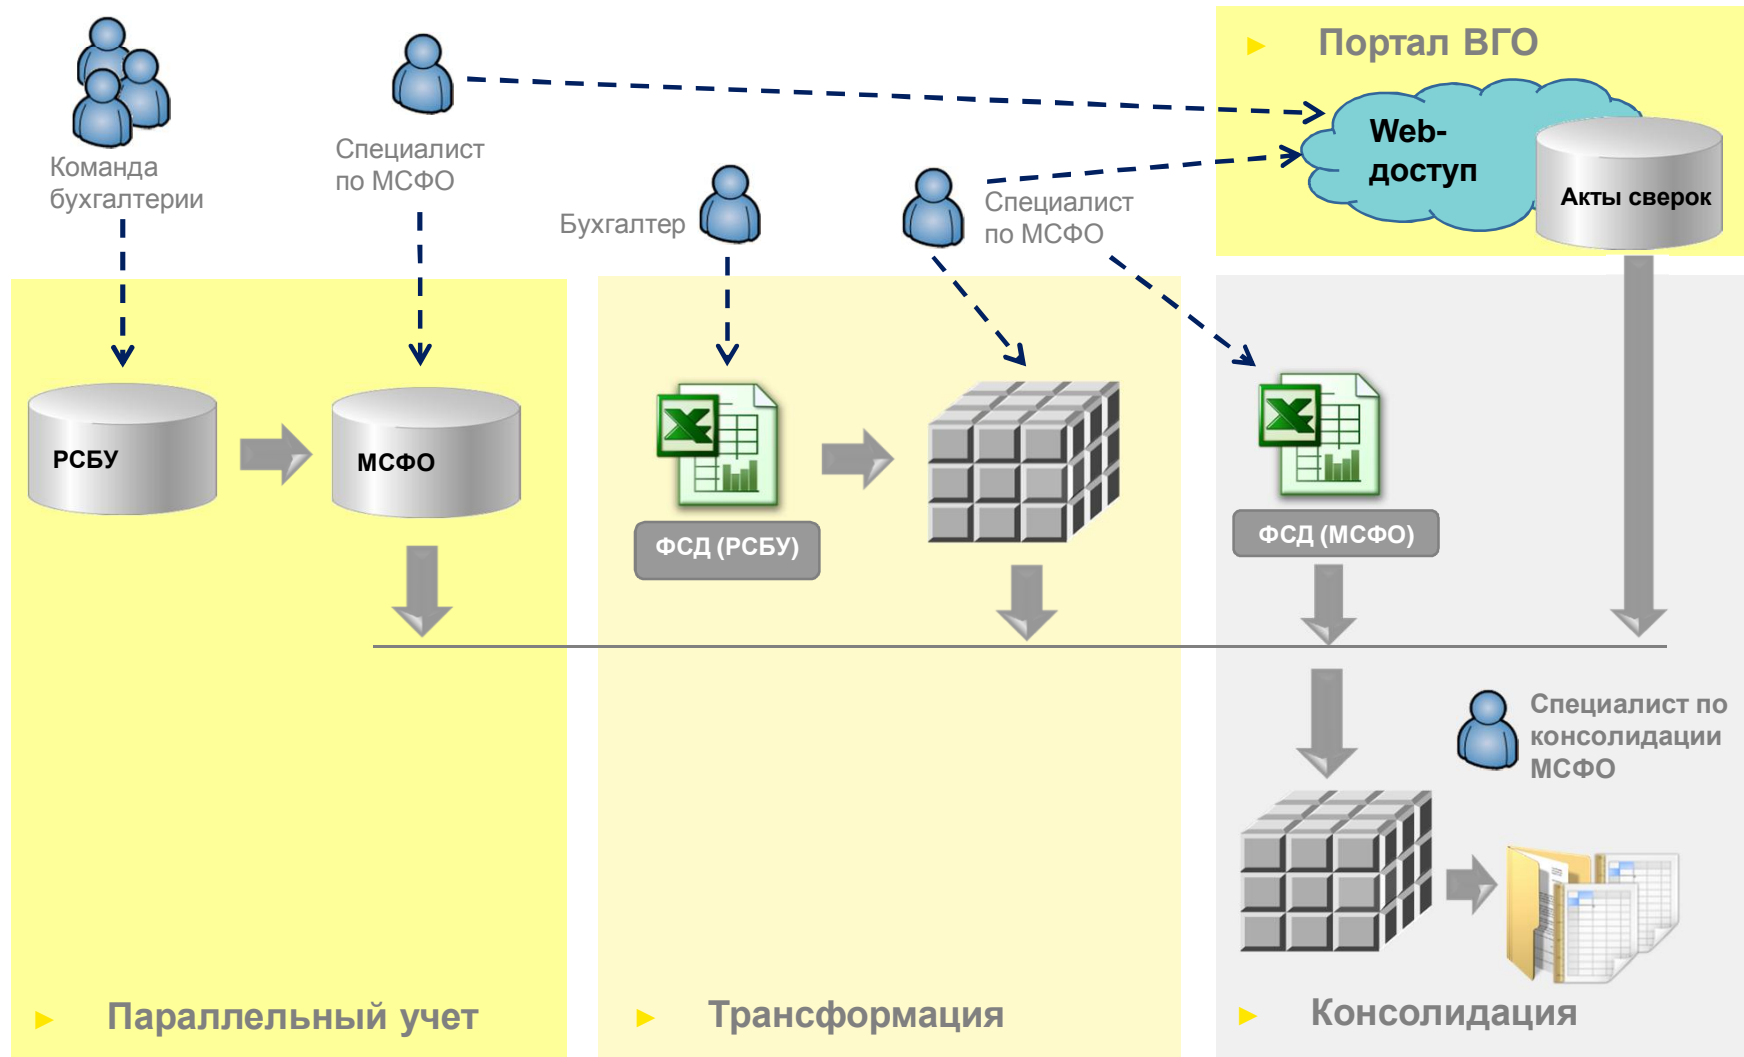 Портал ВГО
Web-
доступ
Акты сверок
Команда
бухгалтерии
Специалист
по МСФО
Бухгалтер
Специалист
по МСФО
РСБУ
МСФО
ФСД (РСБУ)
ФСД (МСФО)
Специалист по
консолидации
МСФО
► Параллельный учет
► Трансформация
► Консолидация